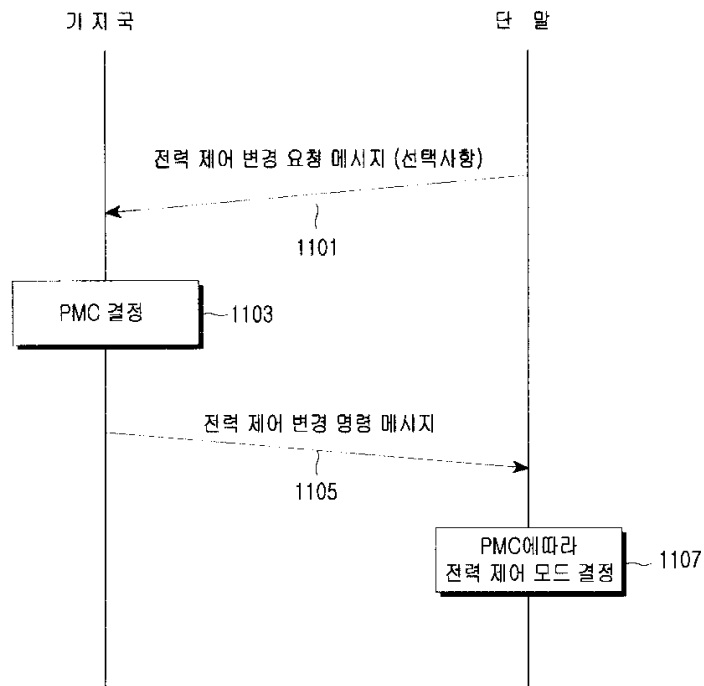 기 지 국
단 말
전력 제어 변경 요청 메시지 (선택사항)
1101
PMC 결정
1103
전력 제어 변경 명령 메시지
1105
PMC에따라
전력 제어 모드 결정
1107